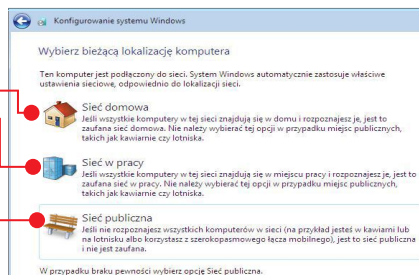 Konfigurowanie systemu Windows
Wybierz bieżącą lokalizację komputera
Ten komputer jest podłączony do sieci. System Windows automatycznie zastosuje właściwe
ustawienia sieciowe, odpowiednio do lokalizacji sieci.
Sieć domowa
Jeśli wszystkie komputery w tej sieci znajdują się w domu i rozpoznajesz je, jest to
zaufana sieć domowa. Nie należy wybierać tej opcji w przypadku miejsc publicznych,
takich jak kawiarnie czy lotniska.
Sieć w pracy
Jeśli wszystkie komputery w tej sieci znajdują się w miejscu pracy i rozpoznajesz je, jest to
zaufana sieć w pracy. Nie należy wybierać tej opcji w przypadku miejsc publicznych,
takich jak kawiarnie czy lotniska.
Sieć publiczna
Jeśli nie rozpoznajesz wszystkich komputerów w sieci (na przykład jesteś w kawiarni lub
na lotnisku albo korzystasz z szerokopasmowego łącza mobilnego), jest to sieć publiczna
i nie jest zaufana.
W przypadku braku pewności wybierz opcję Sieć publiczna.